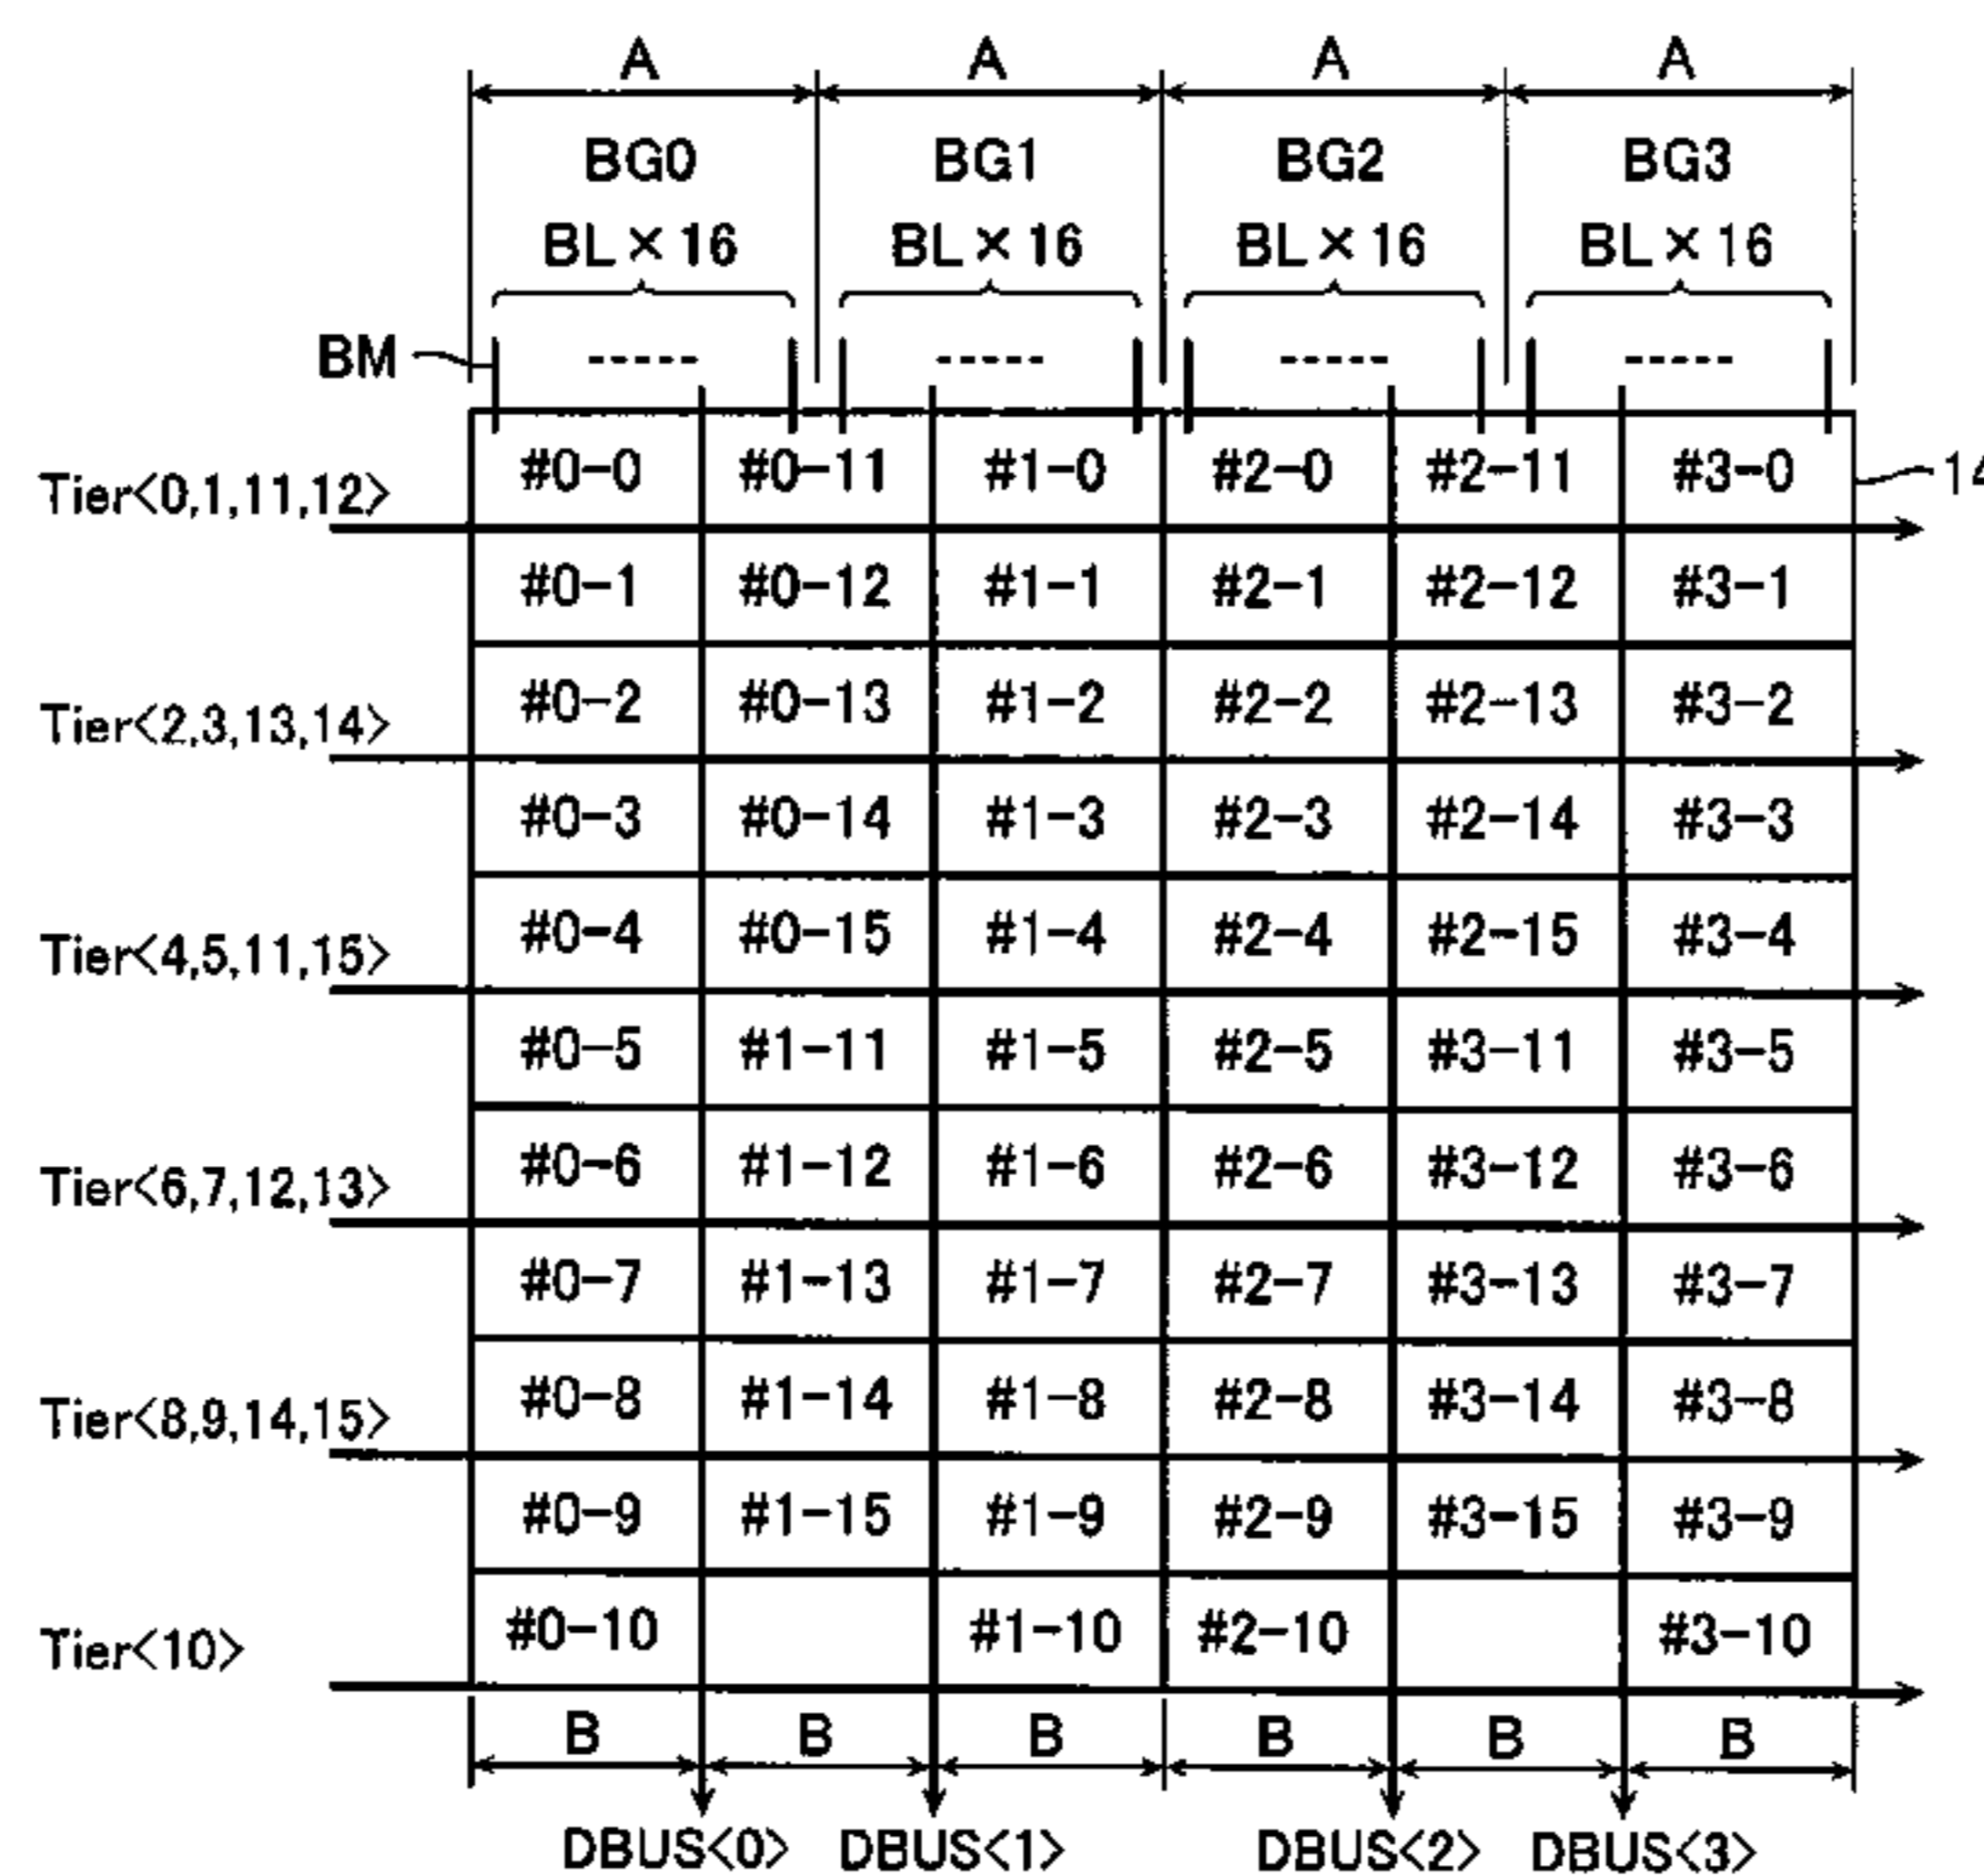 A A A A
BG0 BG1 BG2 BG3
BL×16 BL×16 BL×16 BL×16
BM
Tier<0,1,11,12> #0-0 #0-11 #1-0 #2-0 #2-11 #3-0 14
#0-1 #0-12 #1-1 #2-1 #2-12 #3-1
Tier<2,3,13,14> #0-2 #0-13 #1-2 #2-2 #2-13 #3-2
#0-3 #0-14 #1-3 #2-3 #2-14 #3-3
Tier<4,5,11,15> #0-4 #0-15 #1-4 #2-4 #2-15 #3-4
#0-5 #1-11 #1-5 #2-5 #3-11 #3-5
Tier<6,7,12,13> #0-6 #1-12 #1-6 #2-6 #3-12 #3-6
#0-7 #1-13 #1-7 #2-7 #3-13 #3-7
Tier<8,9,14,15> #0-8 #1-14 #1-8 #2-8 #3-14 #3-8
#0-9 #1-15 #1-9 #2-9 #3-15 #3-9
Tier<10> #0-10 #1-10 #2-10 #3-10
B B B B B B
DBUS<0> DBUS<1> DBUS<2> DBUS<3>